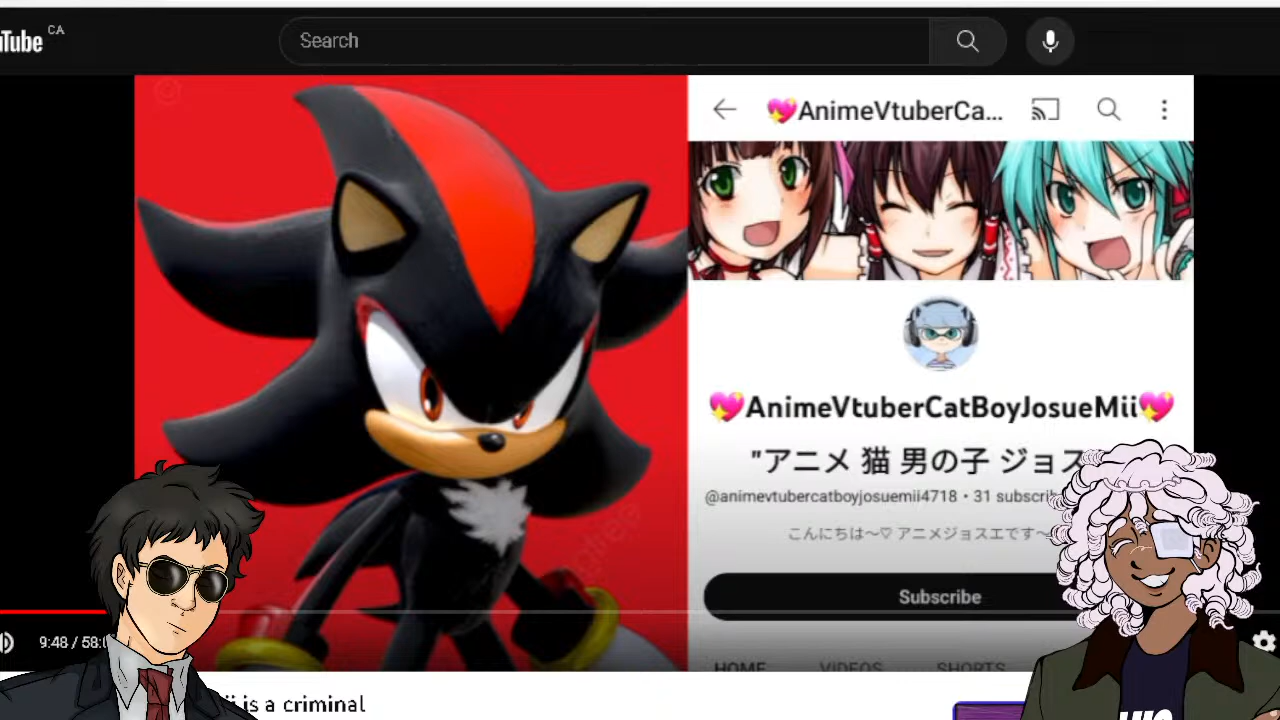 uTube CA
Search
💖AnimeVtuberCa...
💖AnimeVtuberCatBoyJosueMii💖
"アニメ 猫 男の子 ジョス
@animevtubercatboyjosuemii4718 • 31 subscri
こんにちは〜♡ アニメジョスエです〜
Subscribe
9:48 / 58:
HOME VIDEOS SHORTS
is a criminal